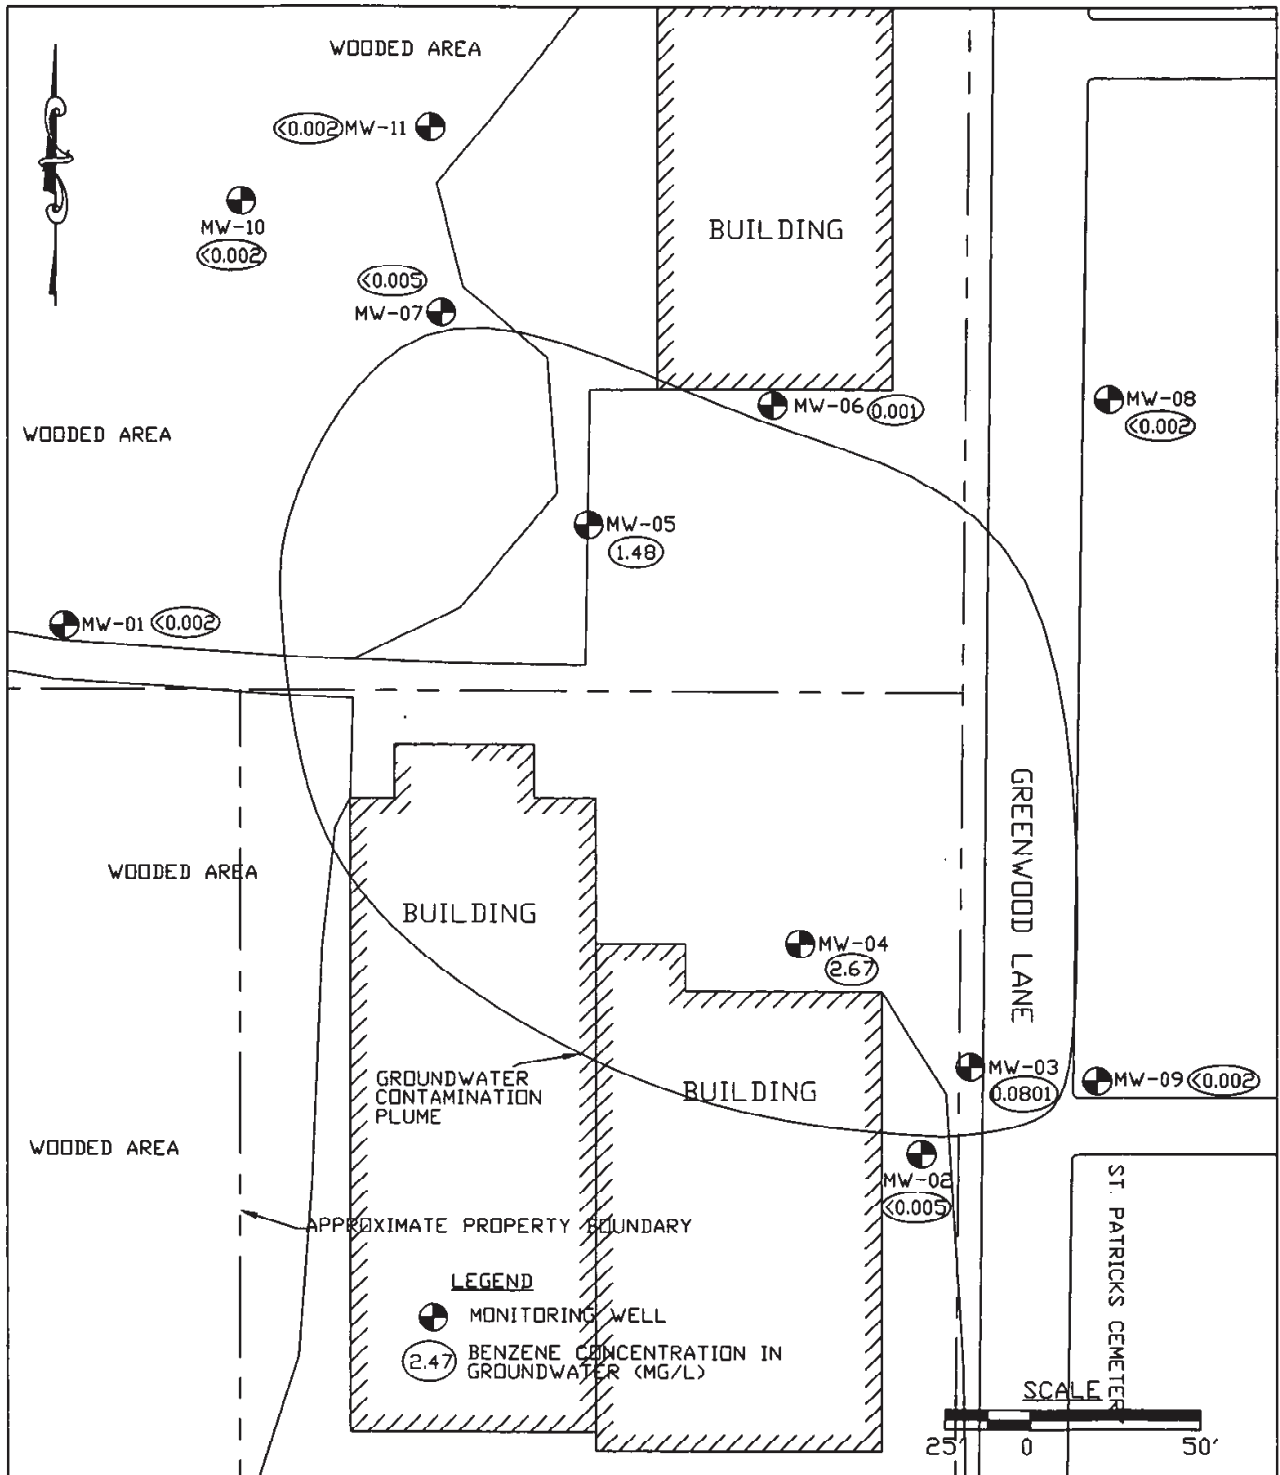 WOODED AREA
<0.002 MW-11
MW-10
<0.002
BUILDING
<0.005
MW-07
MW-06 0.001
MW-08
<0.002
WOODED AREA
MW-05
1.48
MW-01 <0.002
GREENWOOD LANE
WOODED AREA
BUILDING
MW-04
2.67
MW-03
0.0801
MW-09 <0.002
GROUNDWATER
CONTAMINATION
PLUME
BUILDING
WOODED AREA
MW-02
<0.005
ST. PATRICKS CEMETERY
APPROXIMATE PROPERTY BOUNDARY
LEGEND
MONITORING WELL
2.47 BENZENE CONCENTRATION IN
GROUNDWATER (MG/L)
SCALE
25' 0 50'